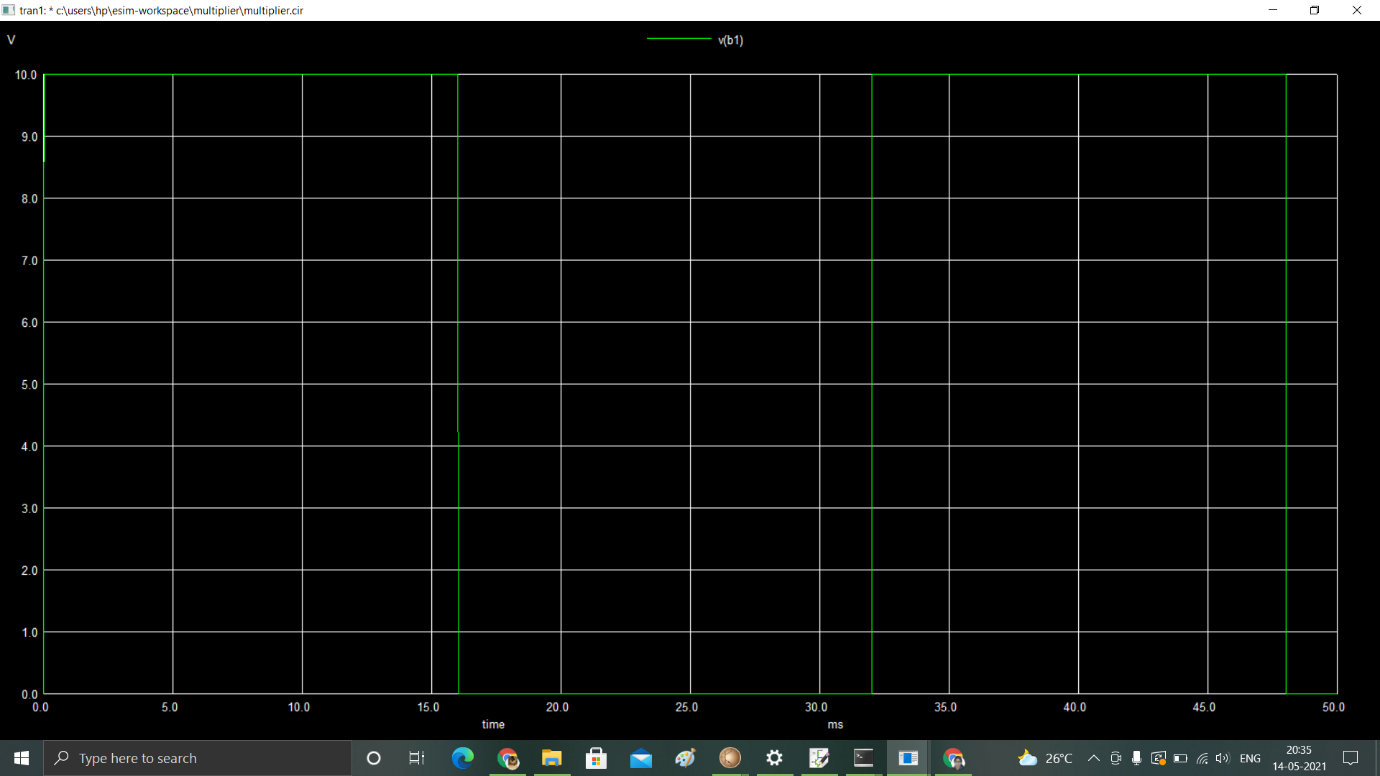 tran1: * c:\users\hp\esim-workspace\multiplier\multiplier.cir
V
v(b1)
10.0
9.0
8.0
7.0
6.0
5.0
4.0
3.0
2.0
1.0
0.0
0.0 5.0 10.0 15.0 20.0 25.0 30.0 35.0 40.0 45.0 50.0
time ms
Type here to search
26°C
ENG
20:35
14-05-2021